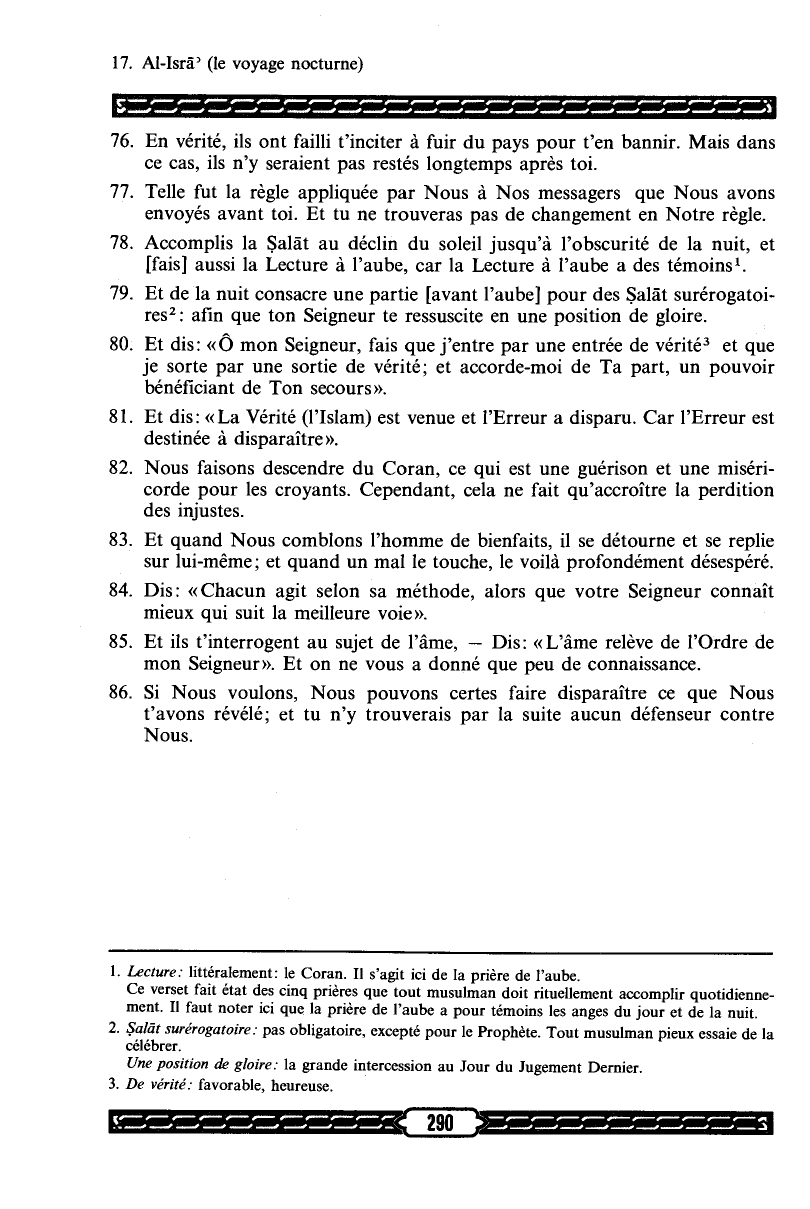 17. Al-Isrā’ (le voyage nocturne)
76. En vérité, ils ont failli t’inciter à fuir du pays pour t’en bannir. Mais dans
ce cas, ils n’y seraient pas restés longtemps après toi.
77. Telle fut la règle appliquée par Nous à Nos messagers que Nous avons
envoyés avant toi. Et tu ne trouveras pas de changement en Notre règle.
78. Accomplis la Ṣalāt au déclin du soleil jusqu’à l’obscurité de la nuit, et
[fais] aussi la Lecture à l’aube, car la Lecture à l’aube a des témoins¹.
79. Et de la nuit consacre une partie [avant l’aube] pour des Ṣalāt surérogatoi-
res²: afin que ton Seigneur te ressuscite en une position de gloire.
80. Et dis: «Ô mon Seigneur, fais que j’entre par une entrée de vérité³ et que
je sorte par une sortie de vérité; et accorde-moi de Ta part, un pouvoir
bénéficiant de Ton secours».
81. Et dis: «La Vérité (l’Islam) est venue et l’Erreur a disparu. Car l’Erreur est
destinée à disparaître».
82. Nous faisons descendre du Coran, ce qui est une guérison et une miséri-
corde pour les croyants. Cependant, cela ne fait qu’accroître la perdition
des injustes.
83. Et quand Nous comblons l’homme de bienfaits, il se détourne et se replie
sur lui-même; et quand un mal le touche, le voilà profondément désespéré.
84. Dis: «Chacun agit selon sa méthode, alors que votre Seigneur connaît
mieux qui suit la meilleure voie».
85. Et ils t’interrogent au sujet de l’âme, — Dis: «L’âme relève de l’Ordre de
mon Seigneur». Et on ne vous a donné que peu de connaissance.
86. Si Nous voulons, Nous pouvons certes faire disparaître ce que Nous
t’avons révélé; et tu n’y trouverais par la suite aucun défenseur contre
Nous.
1. Lecture: littéralement: le Coran. Il s’agit ici de la prière de l’aube.
Ce verset fait état des cinq prières que tout musulman doit rituellement accomplir quotidienne-
ment. Il faut noter ici que la prière de l’aube a pour témoins les anges du jour et de la nuit.
2. Ṣalāt surérogatoire: pas obligatoire, excepté pour le Prophète. Tout musulman pieux essaie de la
célébrer.
Une position de gloire: la grande intercession au Jour du Jugement Dernier.
3. De vérité: favorable, heureuse.
290